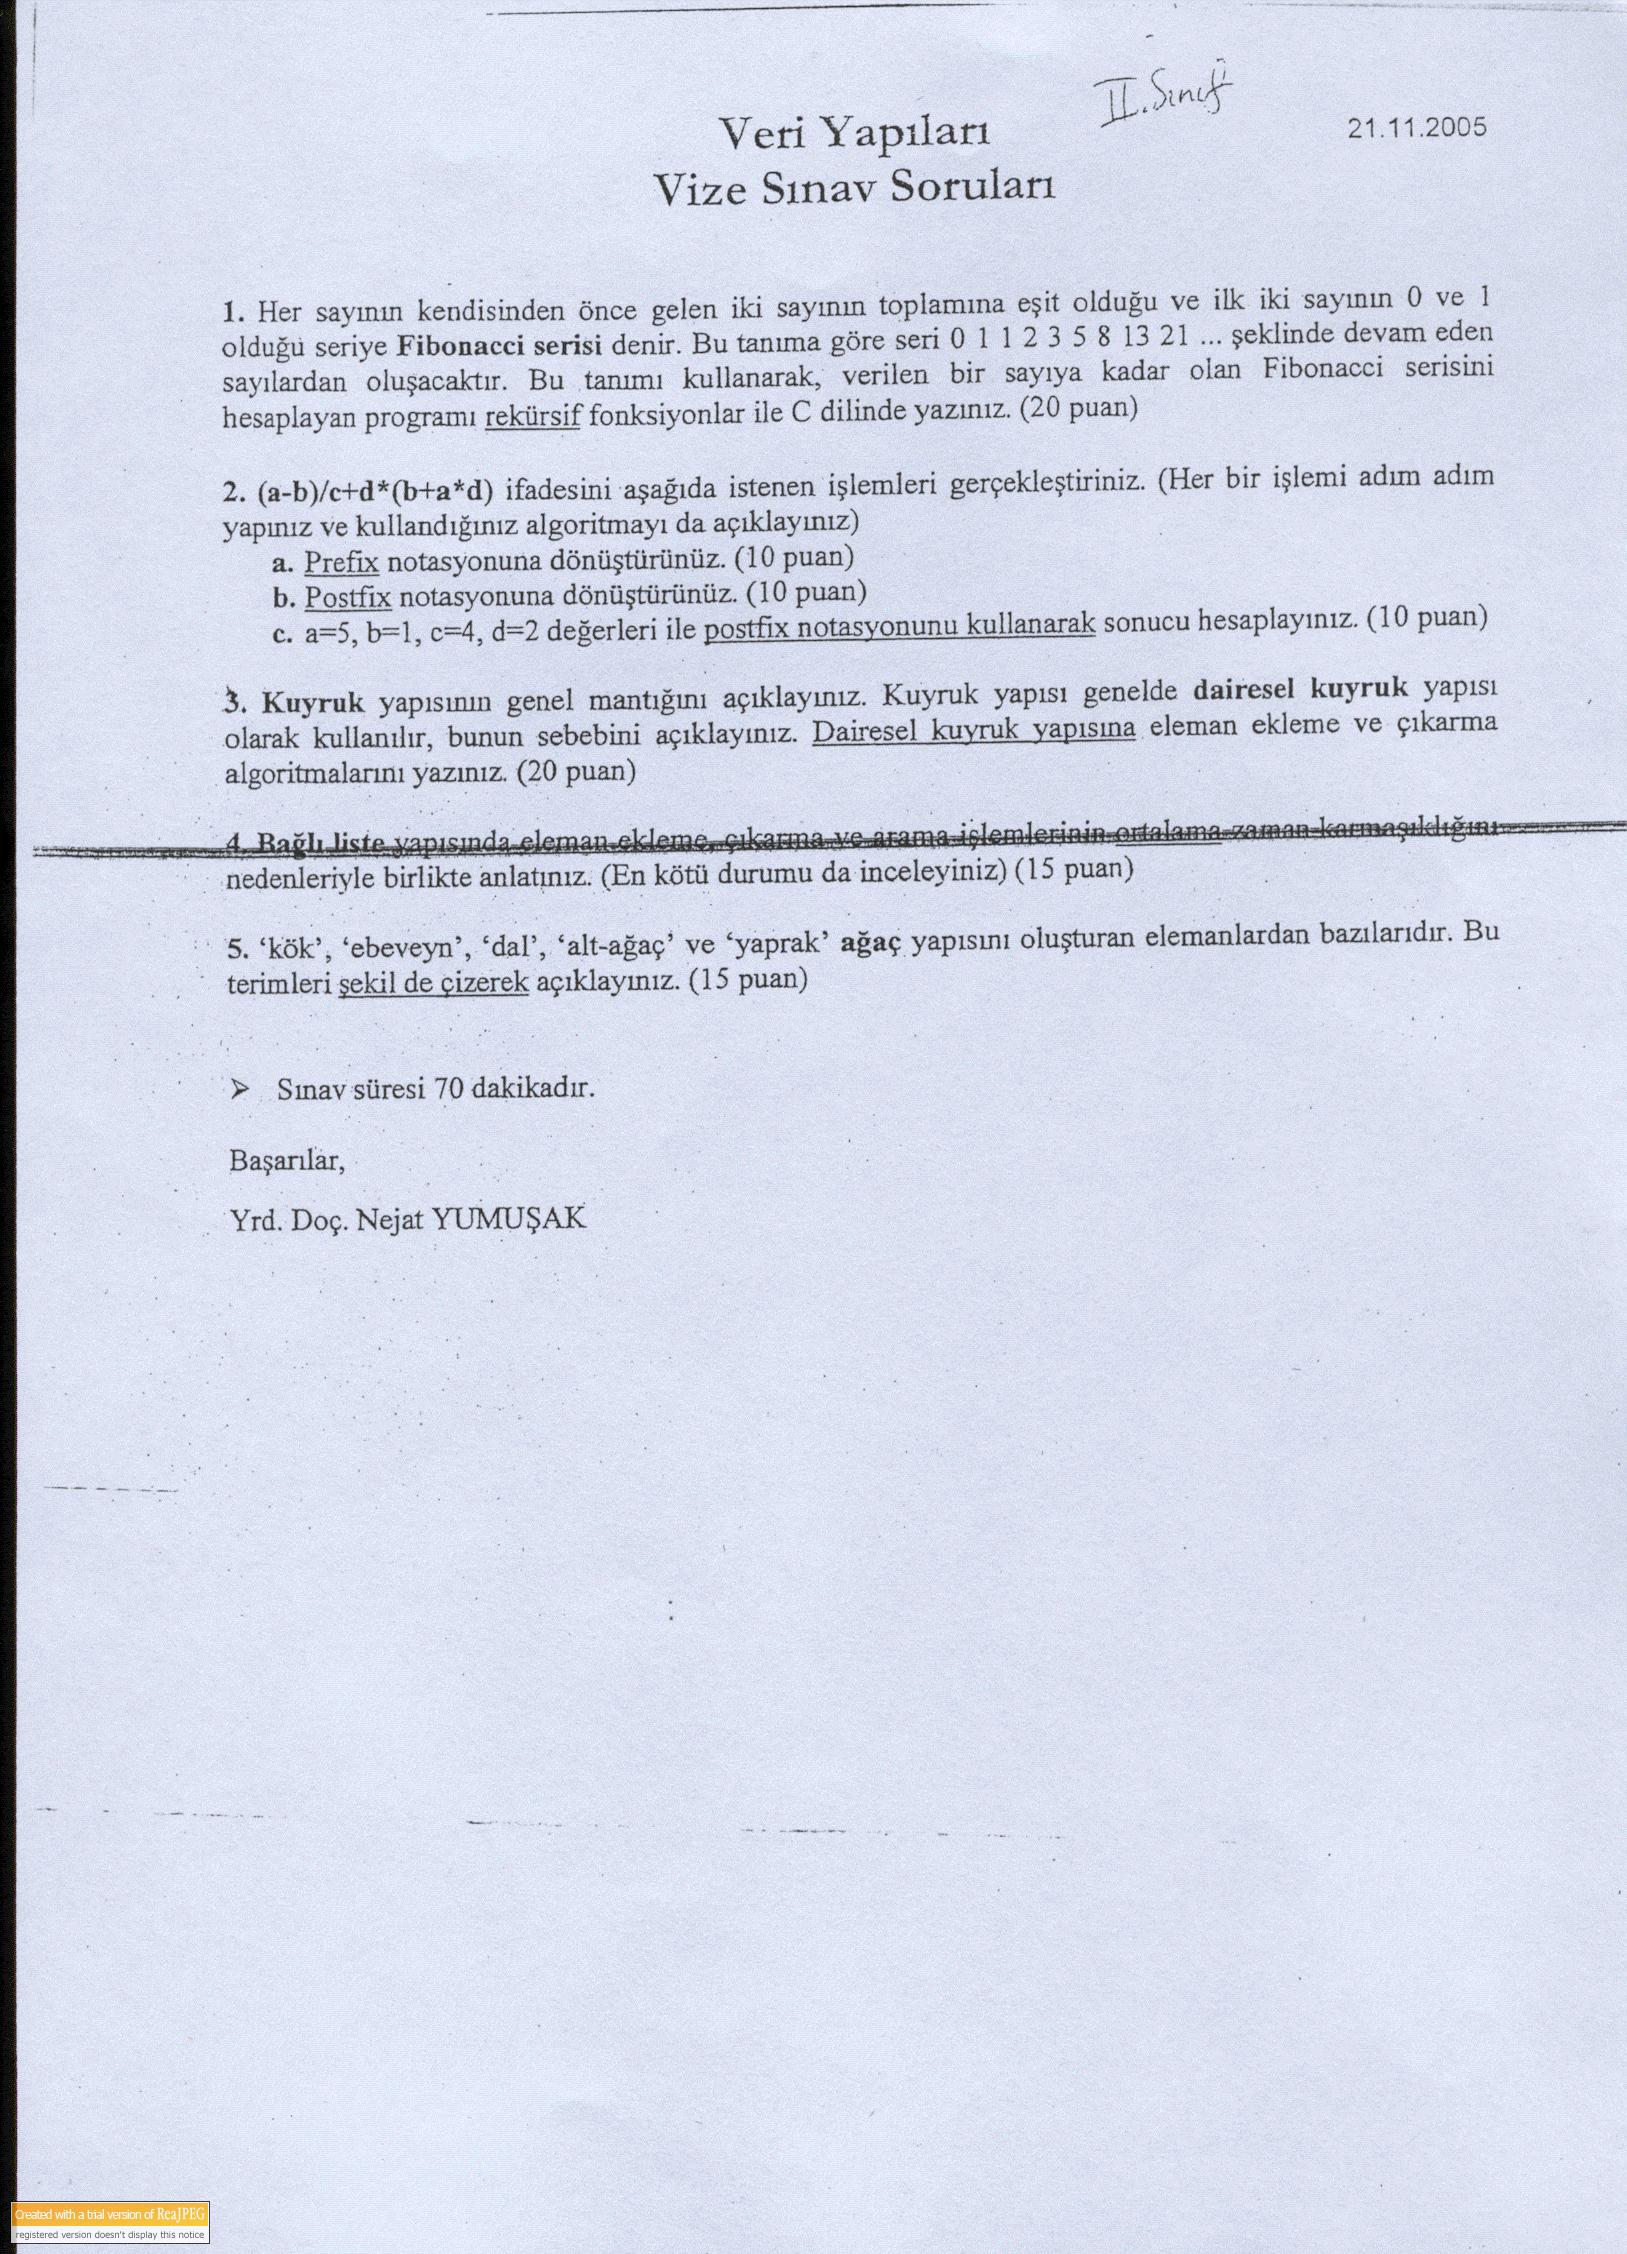 II. Sınıf
21.11.2005
Veri Yapıları
Vize Sınav Soruları
1. Her sayının kendisinden önce gelen iki sayının toplamına eşit olduğu ve ilk iki sayının 0 ve 1
olduğu seriye Fibonacci serisi denir. Bu tanıma göre seri 0 1 1 2 3 5 8 13 21 ... şeklinde devam eden
sayılardan oluşacaktır. Bu tanımı kullanarak, verilen bir sayıya kadar olan Fibonacci serisini
hesaplayan programı rekürsif fonksiyonlar ile C dilinde yazınız. (20 puan)
2. (a-b)/c+d*(b+a*d) ifadesini aşağıda istenen işlemleri gerçekleştiriniz. (Her bir işlemi adım adım
yapınız ve kullandığınız algoritmayı da açıklayınız)
a. Prefix notasyonuna dönüştürünüz. (10 puan)
b. Postfix notasyonuna dönüştürünüz. (10 puan)
c. a=5, b=1, c=4, d=2 değerleri ile postfix notasyonunu kullanarak sonucu hesaplayınız. (10 puan)
3. Kuyruk yapısının genel mantığını açıklayınız. Kuyruk yapısı genelde dairesel kuyruk yapısı
olarak kullanılır, bunun sebebini açıklayınız. Dairesel kuyruk yapısına eleman ekleme ve çıkarma
algoritmalarını yazınız. (20 puan)
4. Bağlı liste yapısında eleman ekleme, çıkarma ve arama işlemlerinin ortalama zaman karmaşıklığını
nedenleriyle birlikte anlatınız. (En kötü durumu da inceleyiniz) (15 puan)
5. ‘kök’, ‘ebeveyn’, ‘dal’, ‘alt-ağaç’ ve ‘yaprak’ ağaç yapısını oluşturan elemanlardan bazılarıdır. Bu
terimleri şekil de çizerek açıklayınız. (15 puan)
➢ Sınav süresi 70 dakikadır.
Başarılar,
Yrd. Doç. Nejat YUMUŞAK
Created with a trial version of ReaJPEG
registered version doesn't display this notice